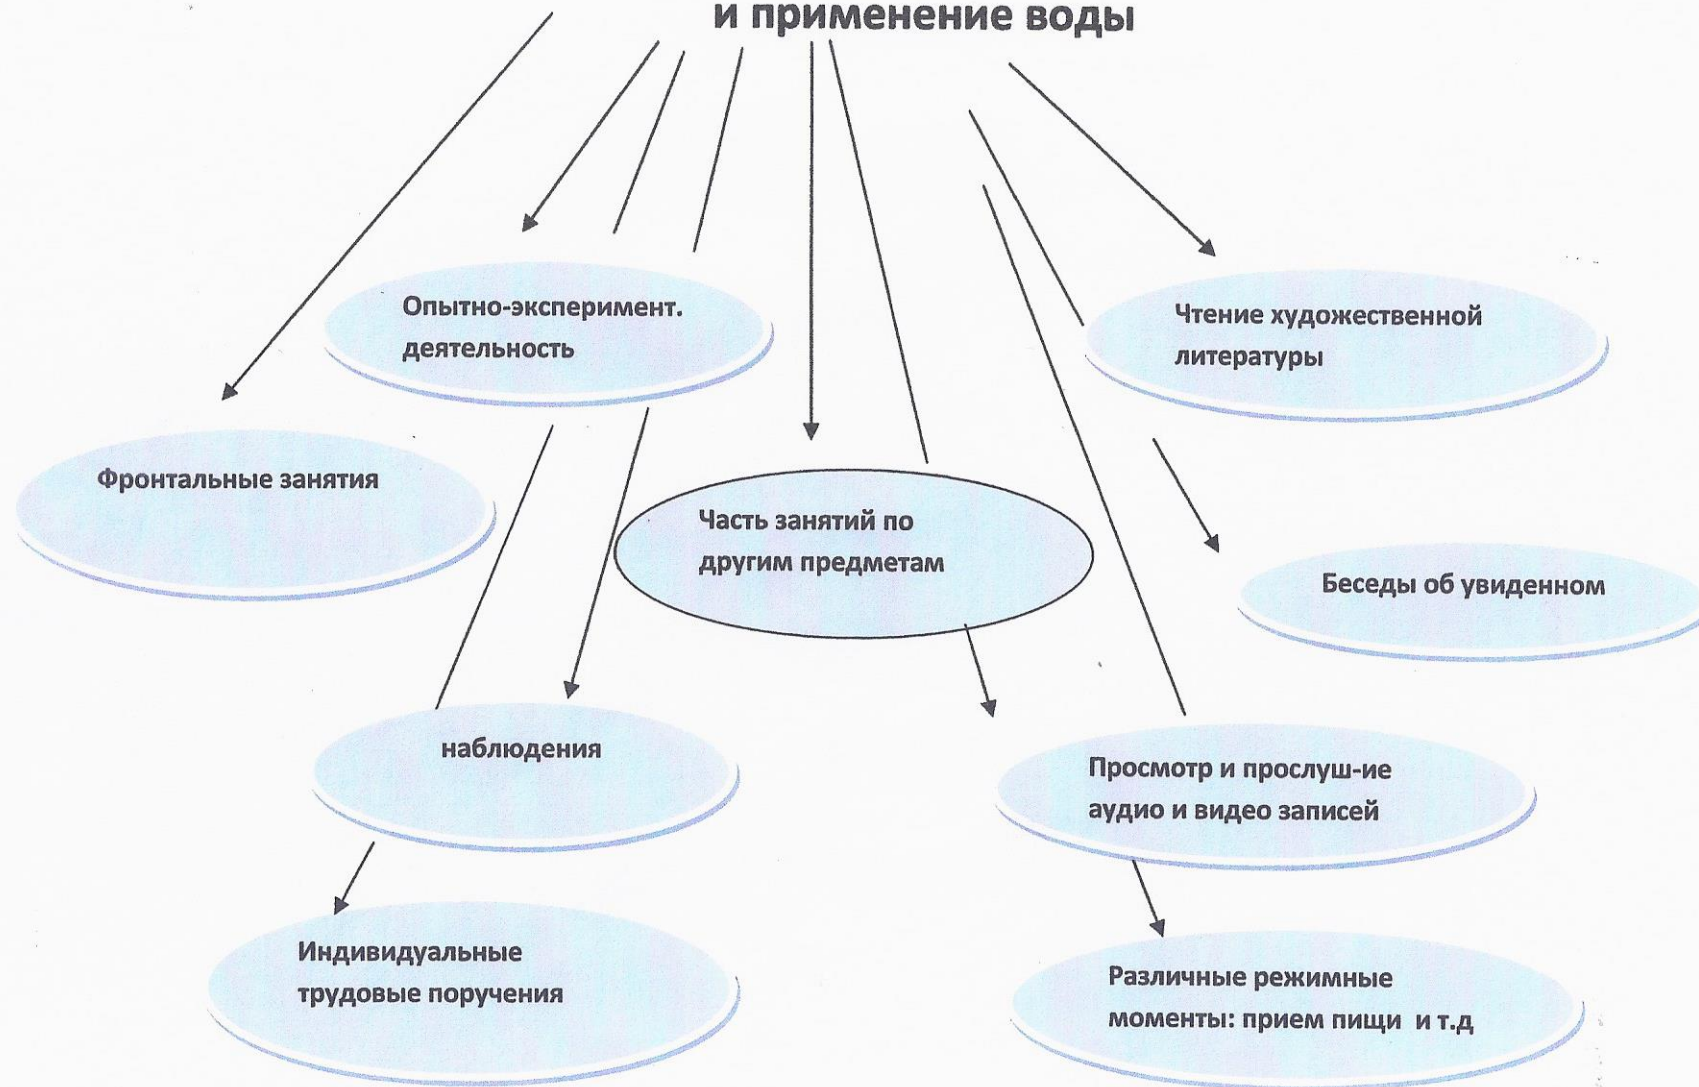 и применение воды
Опытно-эксперимент.
деятельность
Чтение художественной
литературы
Фронтальные занятия
Часть занятий по
другим предметам
Беседы об увиденном
наблюдения
Просмотр и прослуш-ие
аудио и видео записей
Индивидуальные
трудовые поручения
Различные режимные
моменты: прием пищи и т.д